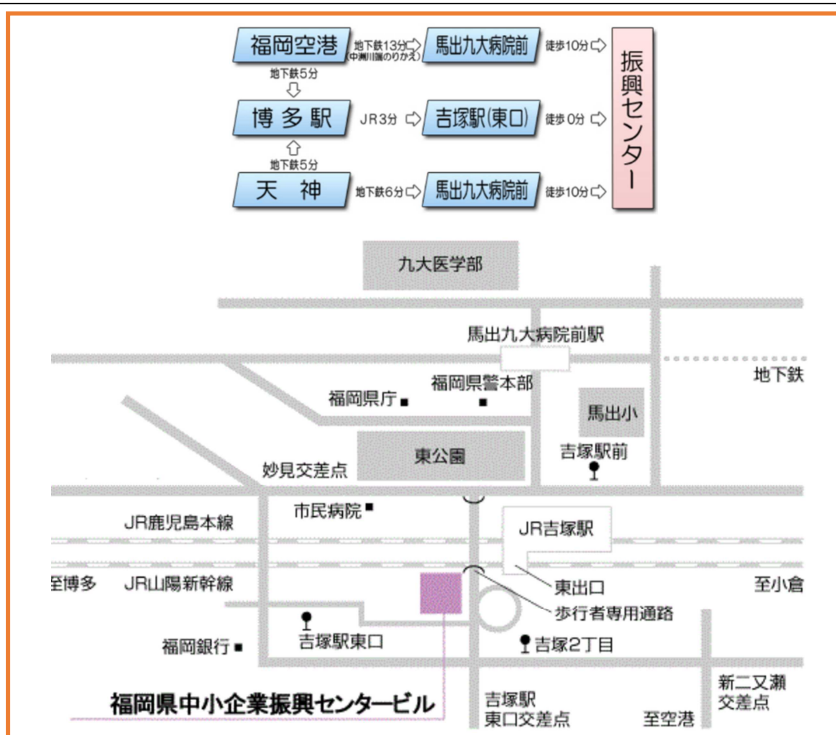 福岡空港 地下鉄13分 馬出九大病院前 徒歩10分
(中洲川端のりかえ)
地下鉄5分
博多駅 JR3分 吉塚駅(東口) 徒歩0分
地下鉄5分
天 神 地下鉄6分 馬出九大病院前 徒歩10分
振興センター
九大医学部
馬出九大病院前駅
地下鉄
福岡県警本部
福岡県庁
馬出小
東公園
吉塚駅前
妙見交差点
市民病院
JR鹿児島本線
JR吉塚駅
至博多
JR山陽新幹線
東出口
至小倉
歩行者専用通路
吉塚駅東口
福岡銀行
吉塚2丁目
福岡県中小企業振興センタービル
吉塚駅
東口交差点
至空港
新二又瀬
交差点